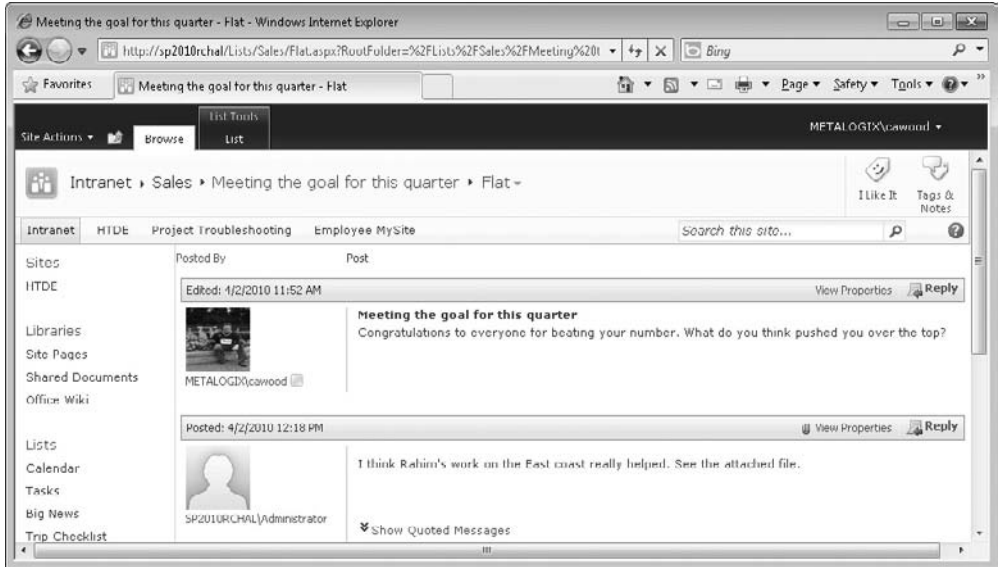 Meeting the goal for this quarter - Flat - Windows Internet Explorer
http://sp2010rchal/Lists/Sales/Flat.aspx?RootFolder=%2FLists%2FSales%2FMeeting%20t
Bing
Favorites
Meeting the goal for this quarter - Flat
Page Safety Tools
List Tools
Site Actions Browse List
METALOGIX\cawood
Intranet Sales Meeting the goal for this quarter Flat
I Like It
Tags & Notes
Intranet HTDE Project Troubleshooting Employee MySite
Search this site...
Sites
HTDE
Libraries
Site Pages
Shared Documents
Office Wiki
Lists
Calendar
Tasks
Big News
Trip Checklist
Posted By Post
Edited: 4/2/2010 11:52 AM View Properties Reply
Meeting the goal for this quarter
Congratulations to everyone for beating your number. What do you think pushed you over the top?
METALOGIX\cawood
Posted: 4/2/2010 12:18 PM View Properties Reply
I think Rahim's work on the East coast really helped. See the attached file.
SP2010RCHAL\Administrator
Show Quoted Messages